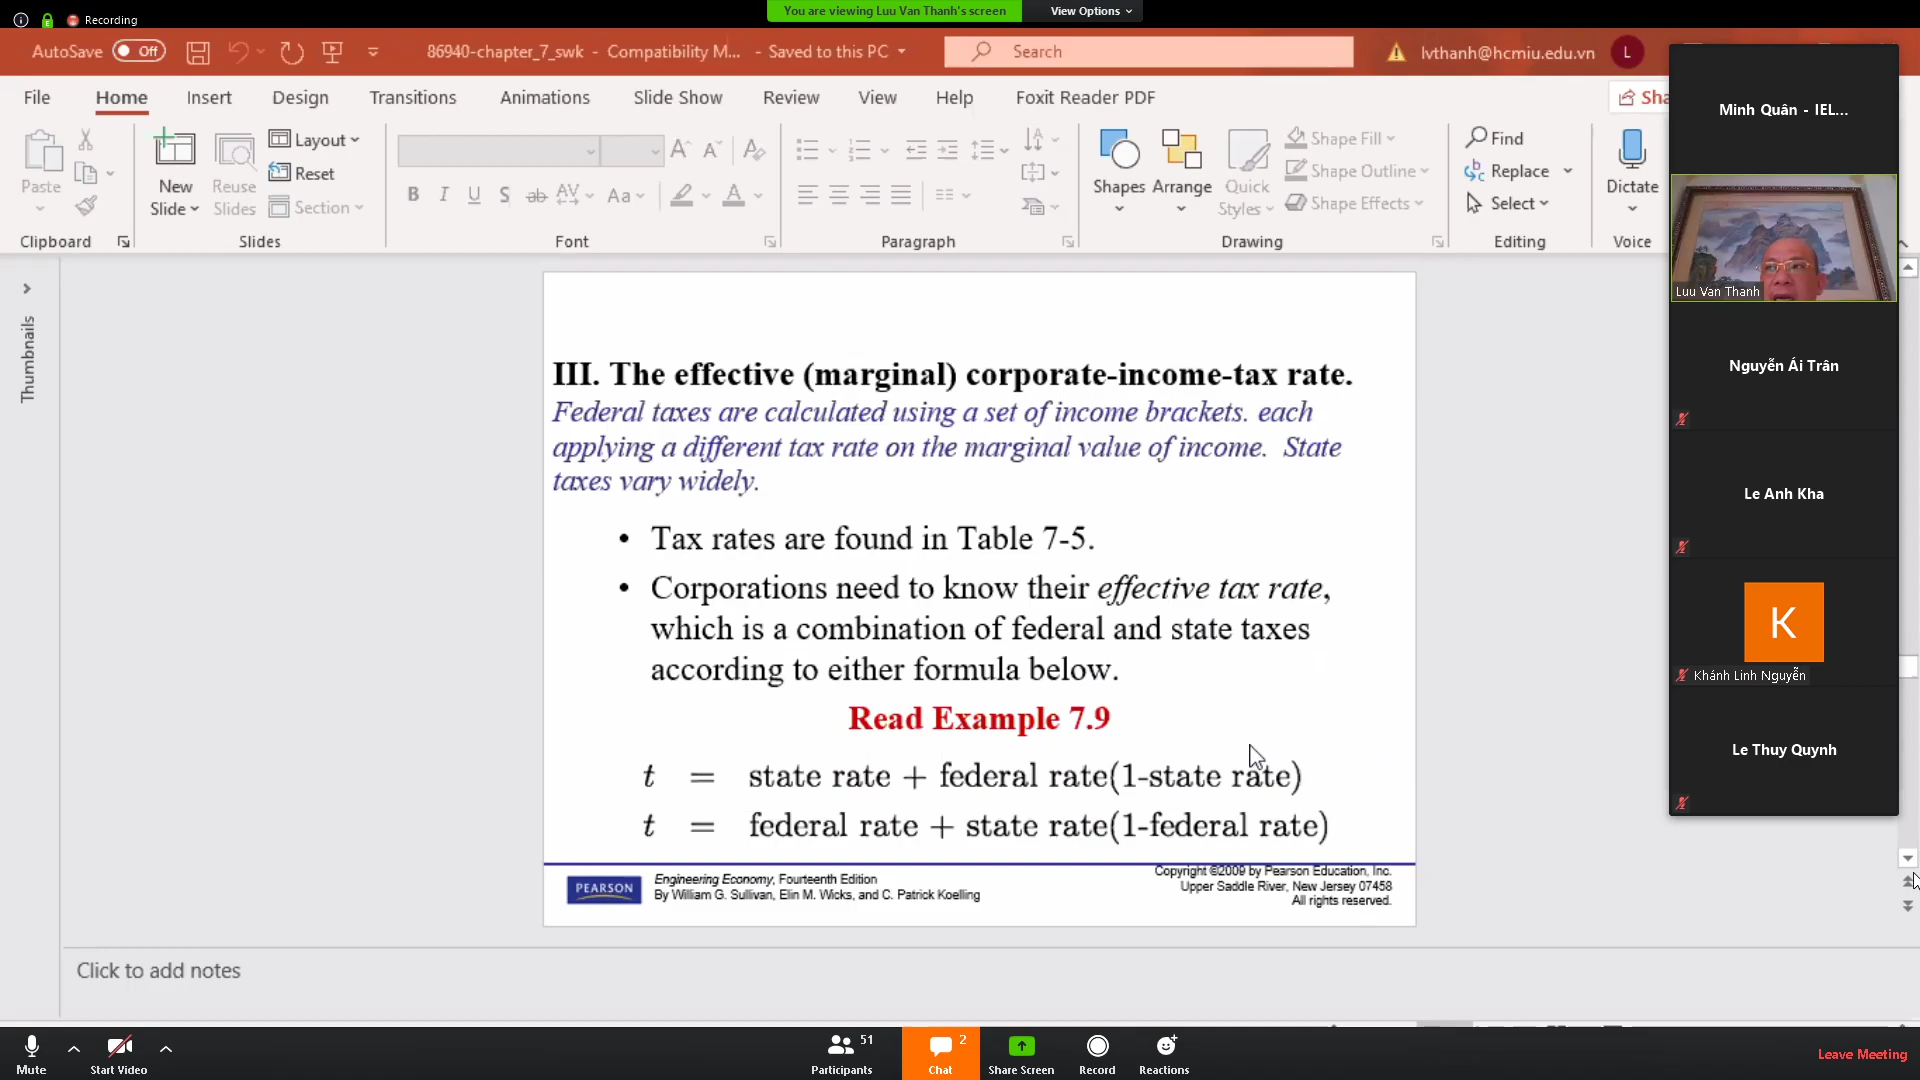 Recording
You are viewing Luu Van Thanh's screen
View Options
AutoSave Off
86940-chapter_7_swk - Compatibility M... - Saved to this PC
Search
lvthanh@hcmiu.edu.vn
L
File Home Insert Design Transitions Animations Slide Show Review View Help Foxit Reader PDF
Sha
Paste
New Slide
Reuse Slides
Layout
Reset
Section
B I U S ab AV Aa A
Shapes
Arrange
Quick Styles
Shape Fill
Shape Outline
Shape Effects
Find
Replace
Select
Dictate
Clipboard Slides Font Paragraph Drawing Editing Voice
Thumbnails
III. The effective (marginal) corporate-income-tax rate.
Federal taxes are calculated using a set of income brackets. each
applying a different tax rate on the marginal value of income. State
taxes vary widely.
• Tax rates are found in Table 7-5.
• Corporations need to know their effective tax rate,
which is a combination of federal and state taxes
according to either formula below.
Read Example 7.9
t = state rate + federal rate(1-state rate)
t = federal rate + state rate(1-federal rate)
PEARSON
Engineering Economy, Fourteenth Edition
By William G. Sullivan, Elin M. Wicks, and C. Patrick Koelling
Copyright ©2009 by Pearson Education, Inc.
Upper Saddle River, New Jersey 07458
All rights reserved.
Click to add notes
Minh Quân - IEL...
Luu Van Thanh
Nguyễn Ái Trân
Le Anh Kha
K
Khánh Linh Nguyễn
Le Thuy Quynh
Mute
Start Video
Participants 51
Chat 2
Share Screen
Record
Reactions
Leave Meeting